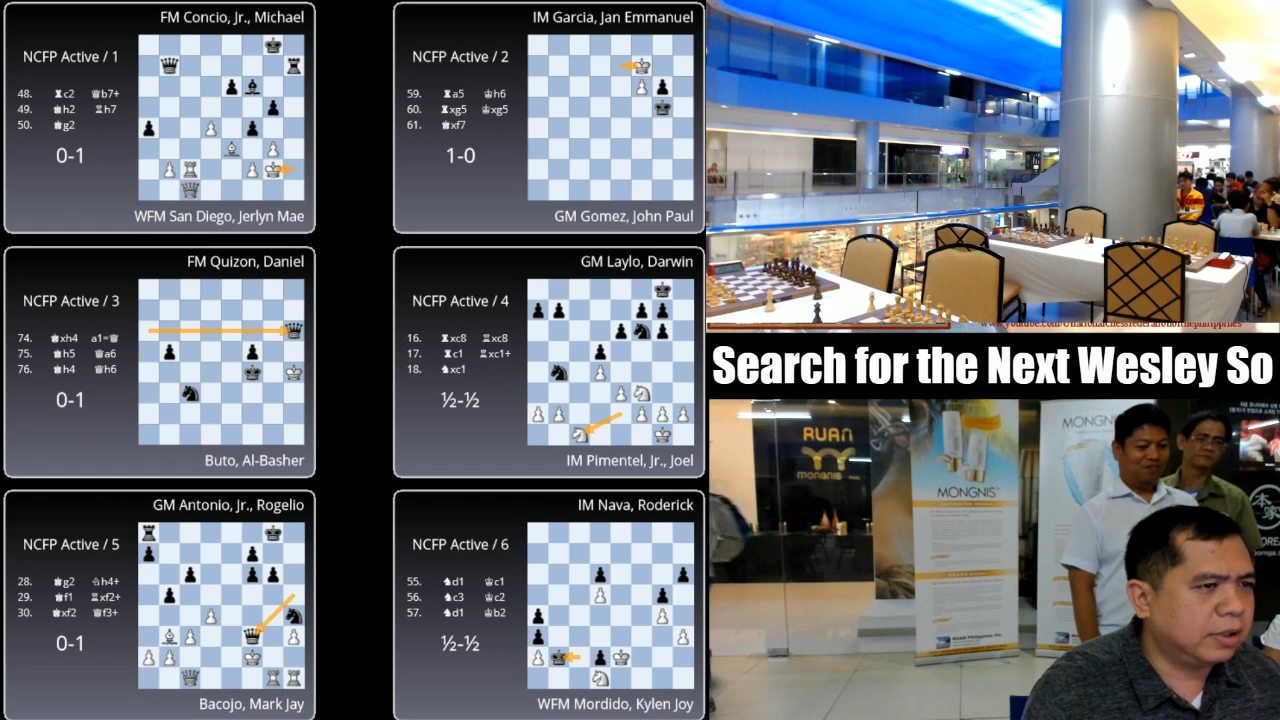 FM Concio, Jr., Michael
NCFP Active / 1
48. ♜c2 ♕b7+
49. ♚h2 ♖h7
50. ♚g2
0-1
WFM San Diego, Jerlyn Mae
IM Garcia, Jan Emmanuel
NCFP Active / 2
59. ♜a5 ♔h6
60. ♜xg5 ♔xg5
61. ♚xf7
1-0
GM Gomez, John Paul
FM Quizon, Daniel
NCFP Active / 3
74. ♚xh4 a1=♕
75. ♚h5 ♕a6
76. ♚h4 ♕h6
0-1
Buto, Al-Basher
GM Laylo, Darwin
NCFP Active / 4
16. ♜xc8 ♖xc8
17. ♜c1 ♖xc1+
18. ♞xc1
½-½
IM Pimentel, Jr., Joel
GM Antonio, Jr., Rogelio
NCFP Active / 5
28. ♚g2 ♘h4+
29. ♚f1 ♖xf2+
30. ♚xf2 ♕f3+
0-1
Bacojo, Mark Jay
IM Nava, Roderick
NCFP Active / 6
55. ♞d1 ♔c1
56. ♞c3 ♔c2
57. ♞d1 ♔b2
½-½
WFM Mordido, Kylen Joy
Search for the Next Wesley So
RUAN
MONGNIS
MONGNIS
MONGNIS
本
家